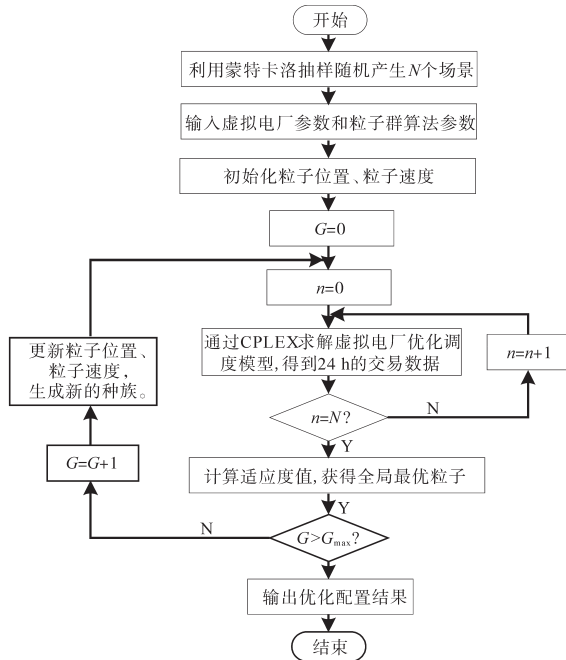 开始
利用蒙特卡洛抽样随机产生N个场景
输入虚拟电厂参数和粒子群算法参数
初始化粒子位置、粒子速度
G=0
n=0
通过CPLEX求解虚拟电厂优化调
度模型,得到24 h的交易数据
n=n+1
更新粒子位置、
粒子速度,
生成新的种族。
n=N?
N
Y
G=G+1
计算适应度值,获得全局最优粒子
Y
N
G>Gmax?
输出优化配置结果
结束